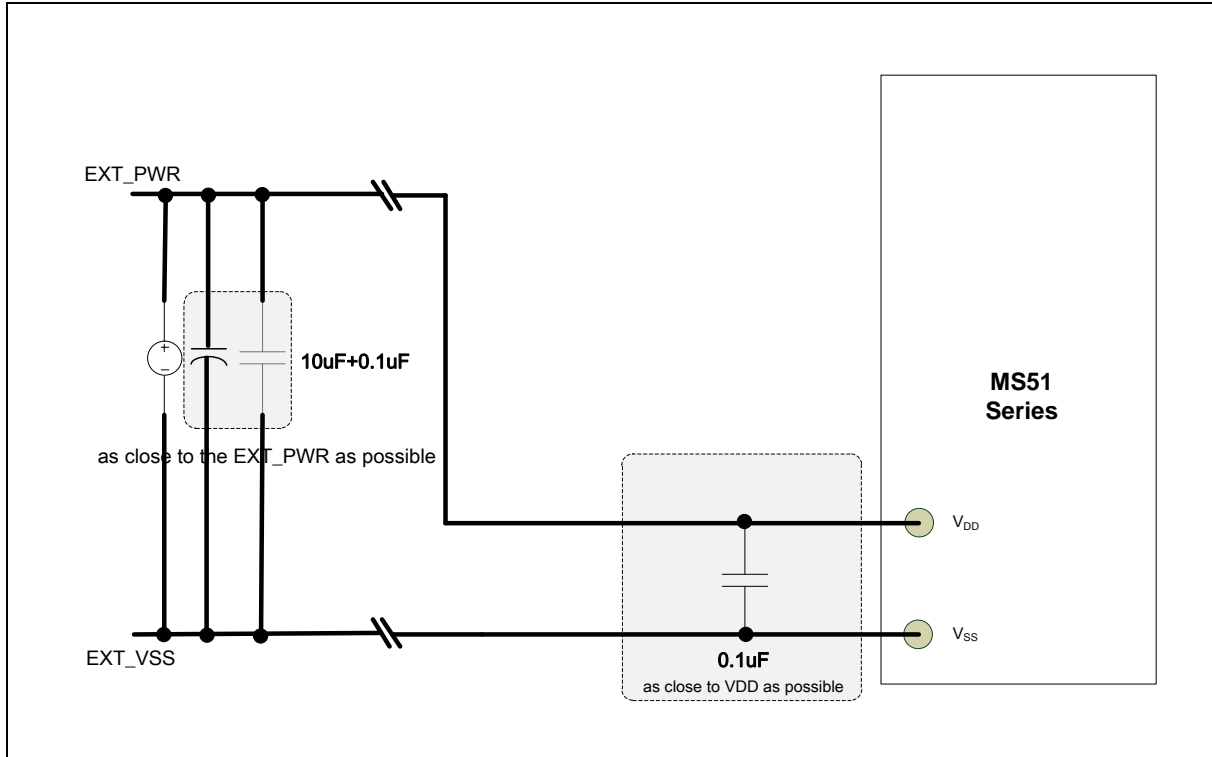 EXT_PWR
+
−
10uF+0.1uF
as close to the EXT_PWR as possible
EXT_VSS
MS51
Series
VDD
VSS
0.1uF
as close to VDD as possible